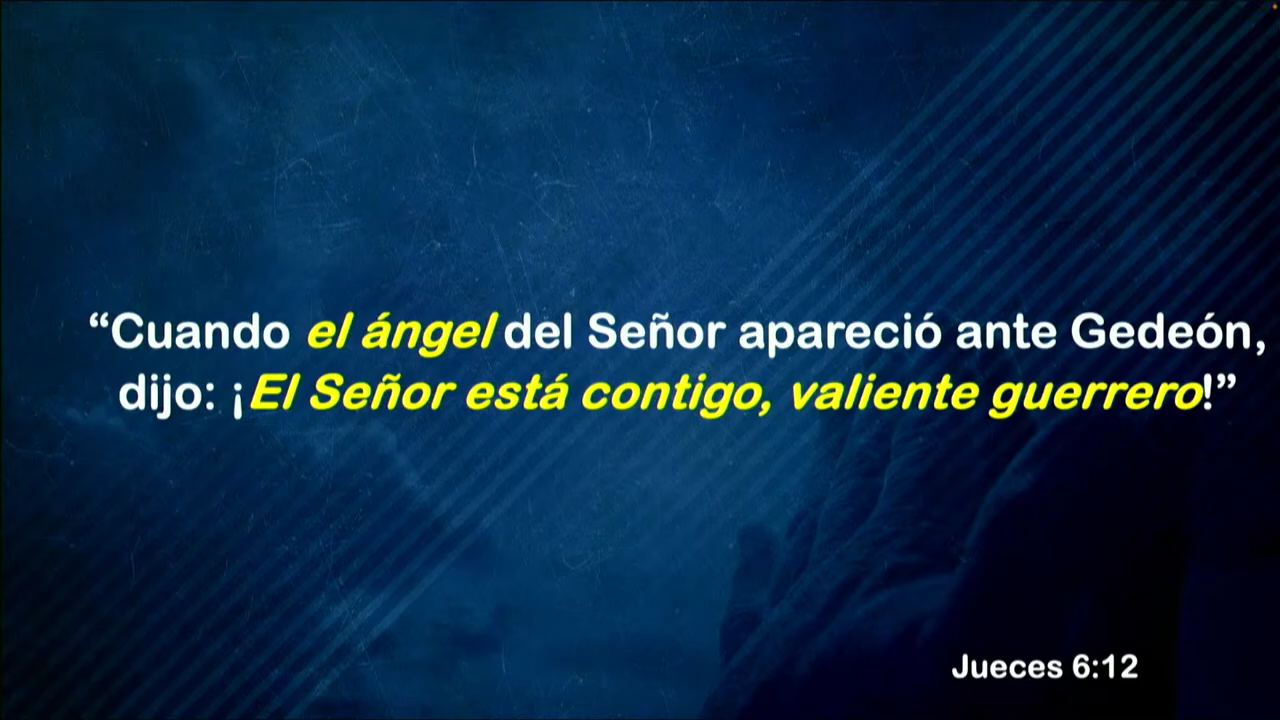 “Cuando el ángel del Señor apareció ante Gedeón,
dijo: ¡El Señor está contigo, valiente guerrero!”
Jueces 6:12